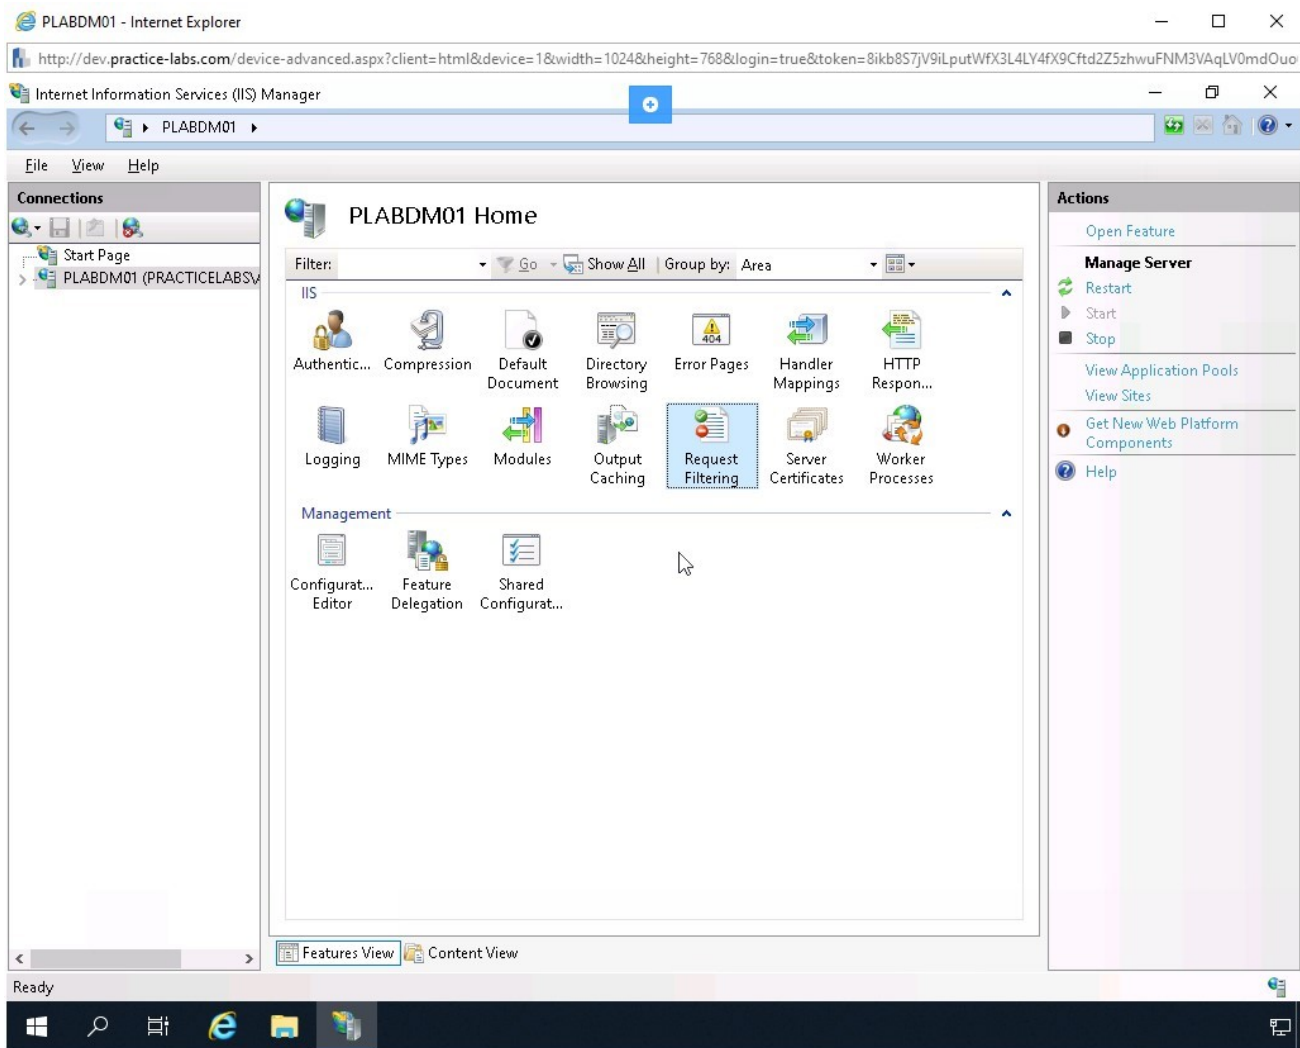 PLABDM01 - Internet Explorer
http://dev.practice-labs.com/device-advanced.aspx?client=html&device=1&width=1024&height=768&login=true&token=8ikb8S7jV9iLputWfX3L4LY4fX9Cftd2Z5zhwuFNM3VAqLV0mdOuo
Internet Information Services (IIS) Manager
PLABDM01
File View Help
Connections
Start Page
PLABDM01 (PRACTICELABS\
PLABDM01 Home
Filter: Go Show All Group by: Area
IIS
Authentic... Compression Default Document Directory Browsing Error Pages Handler Mappings HTTP Respon...
404
Logging MIME Types Modules Output Caching Request Filtering Server Certificates Worker Processes
Management
Configurat... Editor Feature Delegation Shared Configurat...
Features View Content View
Actions
Open Feature
Manage Server
Restart
Start
Stop
View Application Pools
View Sites
Get New Web Platform
Components
Help
Ready